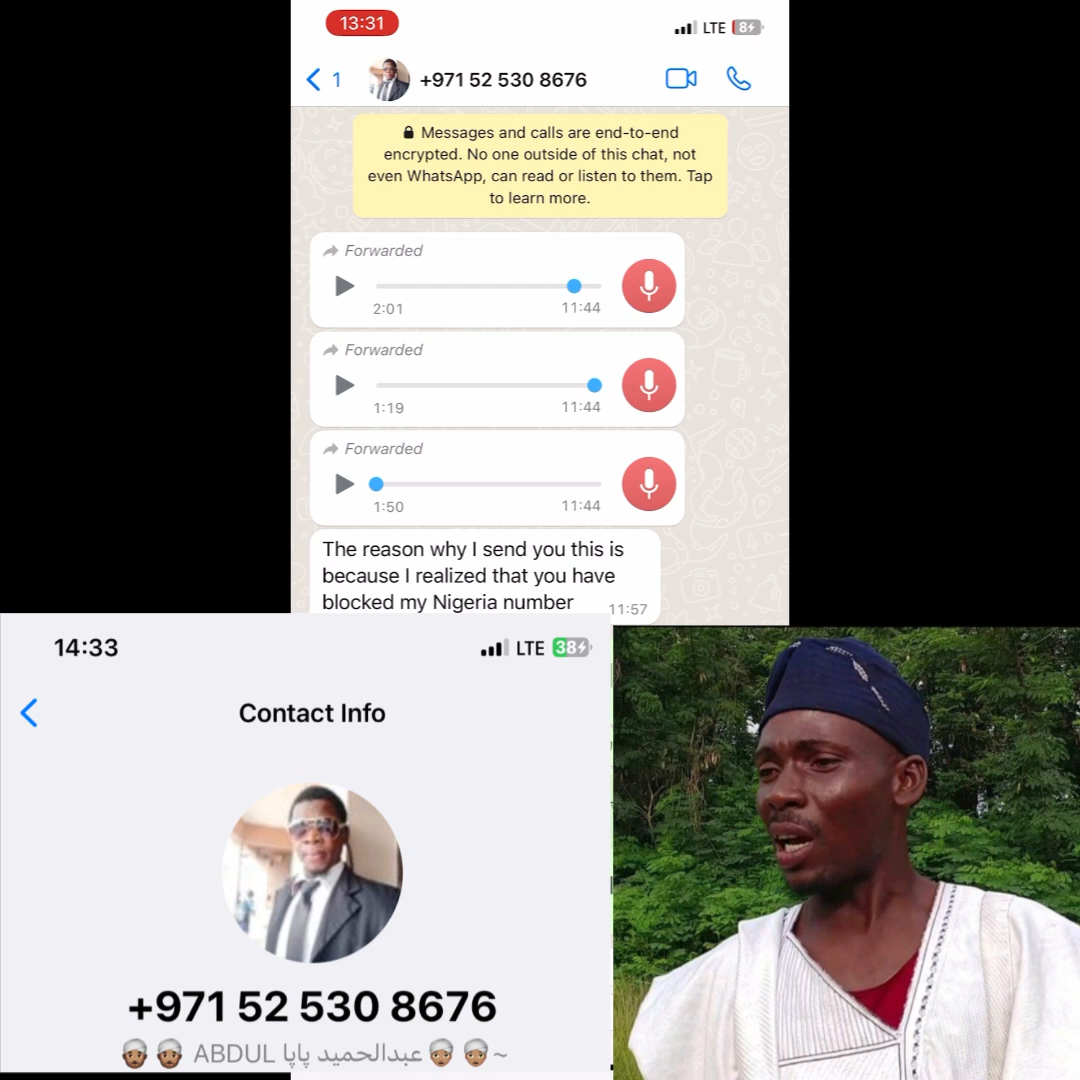 13:31
LTE 8+
1
+971 52 530 8676
Messages and calls are end-to-end
encrypted. No one outside of this chat, not
even WhatsApp, can read or listen to them. Tap
to learn more.
Forwarded
2:01 11:44
Forwarded
1:19 11:44
Forwarded
1:50 11:44
The reason why I send you this is
because I realized that you have
blocked my Nigeria number 11:57
14:33
LTE 38
Contact Info
+971 52 530 8676
ABDUL عبدالحميد پاپا ~